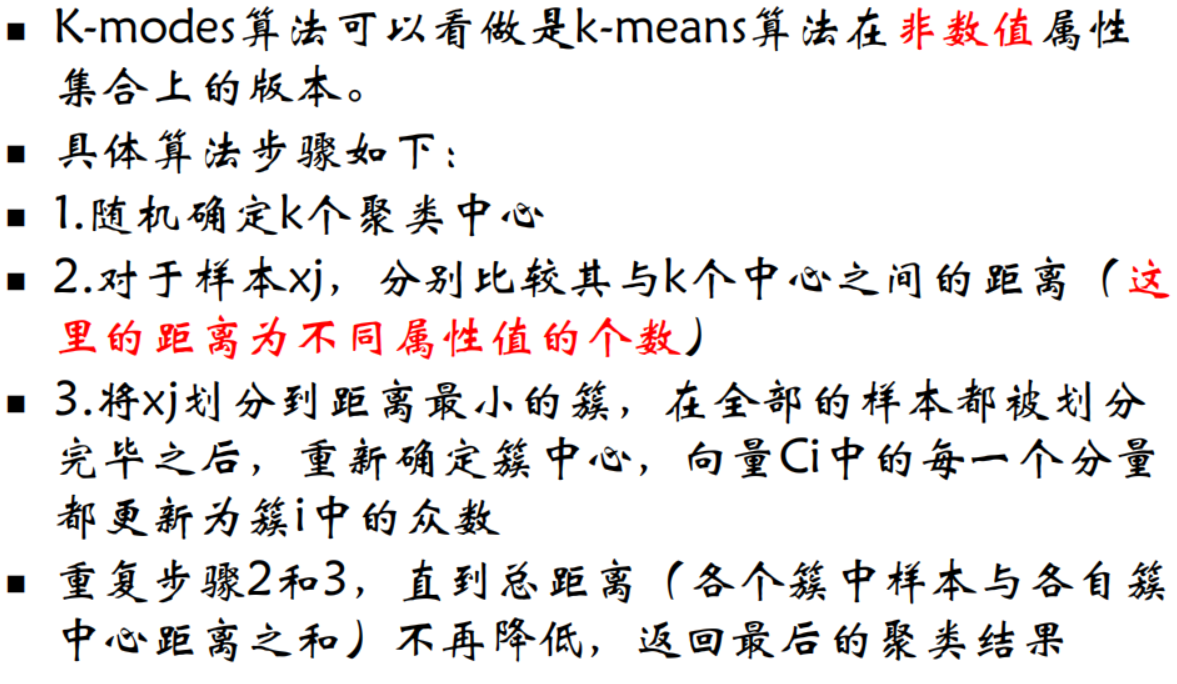 ▪ K-modes算法可以看做是k-means算法在非数值属性
集合上的版本。
▪ 具体算法步骤如下：
▪ 1.随机确定k个聚类中心
▪ 2.对于样本xj，分别比较其与k个中心之间的距离（这
里的距离为不同属性值的个数）
▪ 3.将xj划分到距离最小的簇，在全部的样本都被划分
完毕之后，重新确定簇中心，向量Ci中的每一个分量
都更新为簇i中的众数
▪ 重复步骤2和3，直到总距离（各个簇中样本与各自簇
中心距离之和）不再降低，返回最后的聚类结果